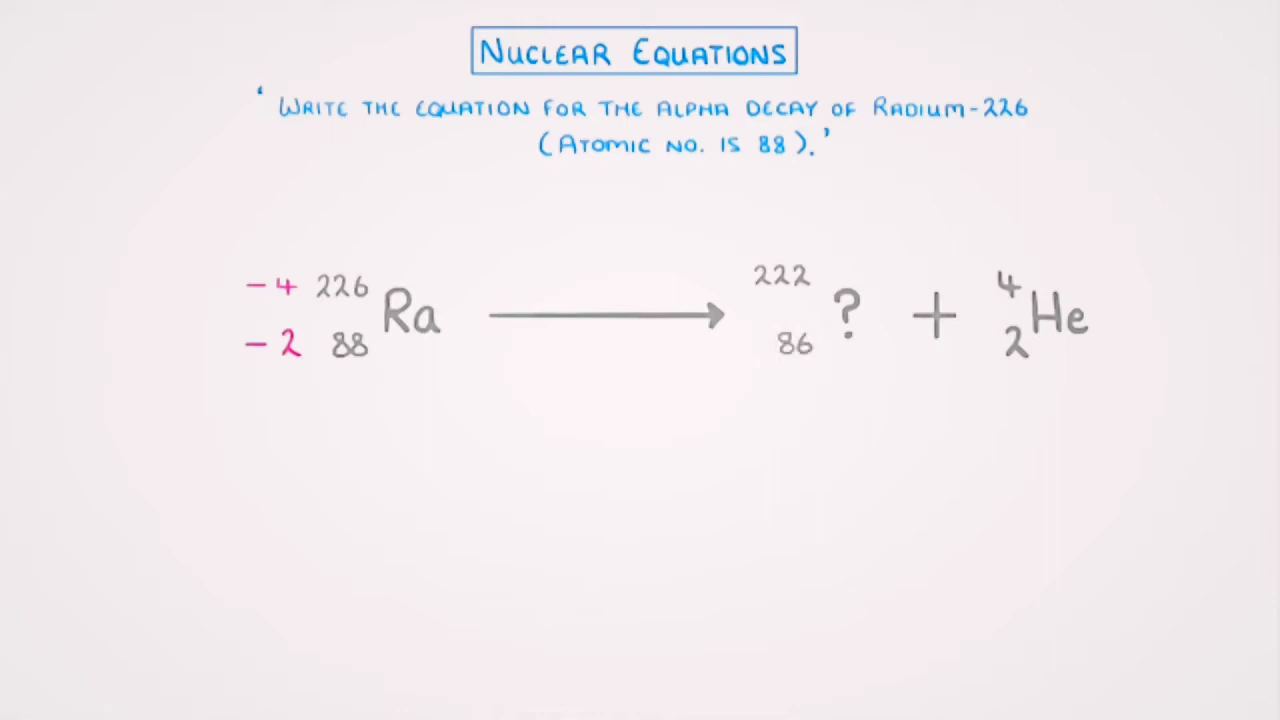 NUCLEAR EQUATIONS
‘ WRITE THE EQUATION FOR THE ALPHA DECAY OF RADIUM-226
(ATOMIC NO. IS 88).’
-4 226 Ra 222 ? + 4 He
-2 88 86 2